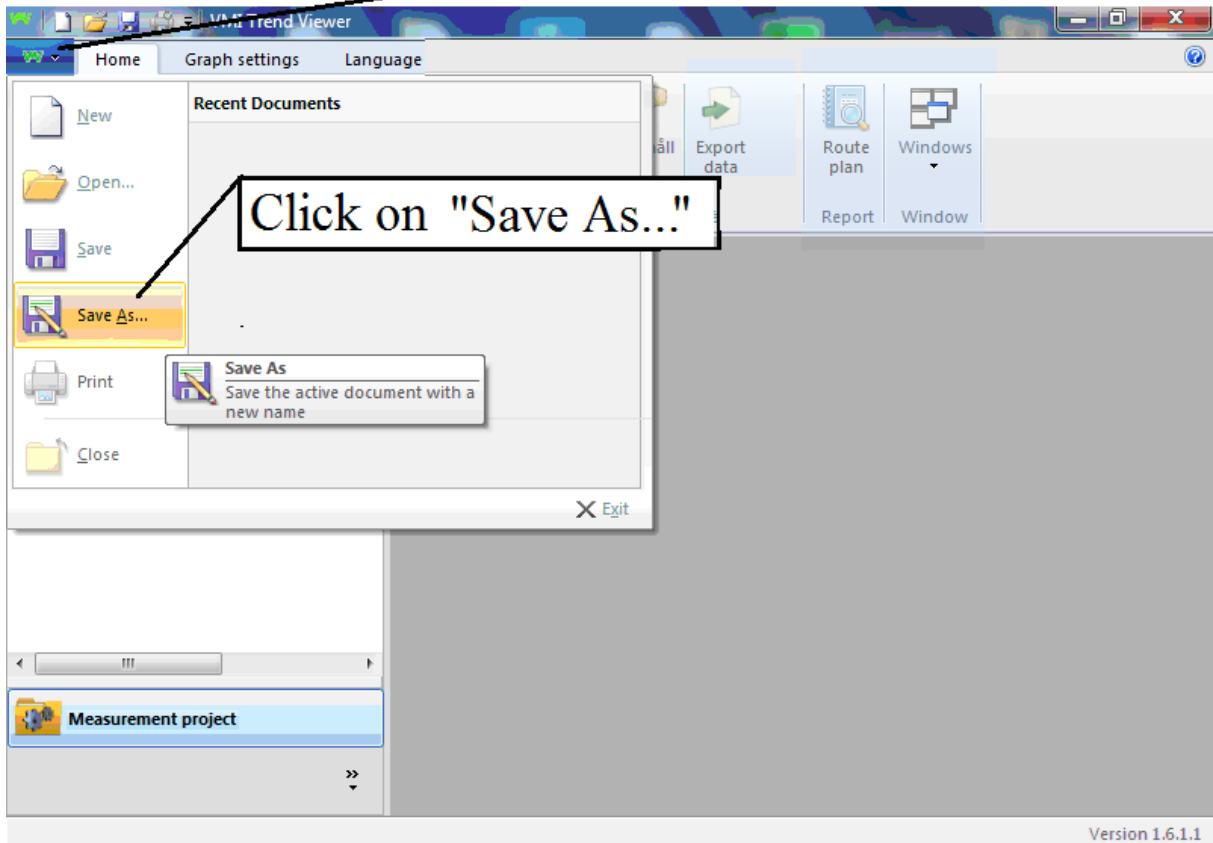 VMI Trend Viewer
Home Graph settings Language
New
Open...
Save
Save As...
Print
Close
Recent Documents
Click on "Save As..."
Save As
Save the active document with a
new name
Exit
Export
data
Route
plan
Report
Windows
Window
Measurement project
Version 1.6.1.1